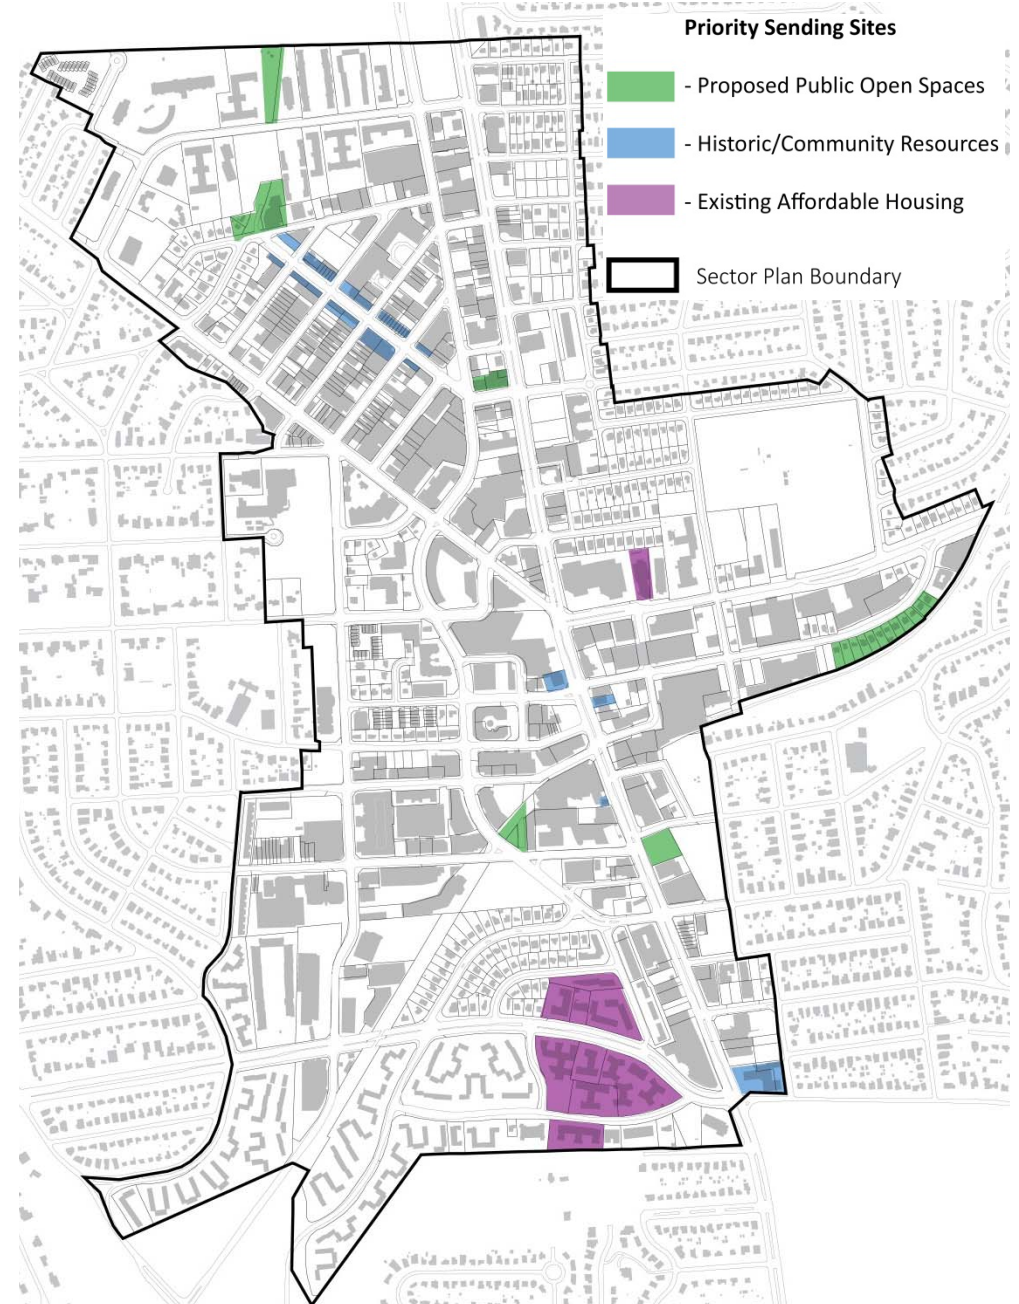 Priority Sending Sites
- Proposed Public Open Spaces
- Historic/Community Resources
- Existing Affordable Housing
Sector Plan Boundary